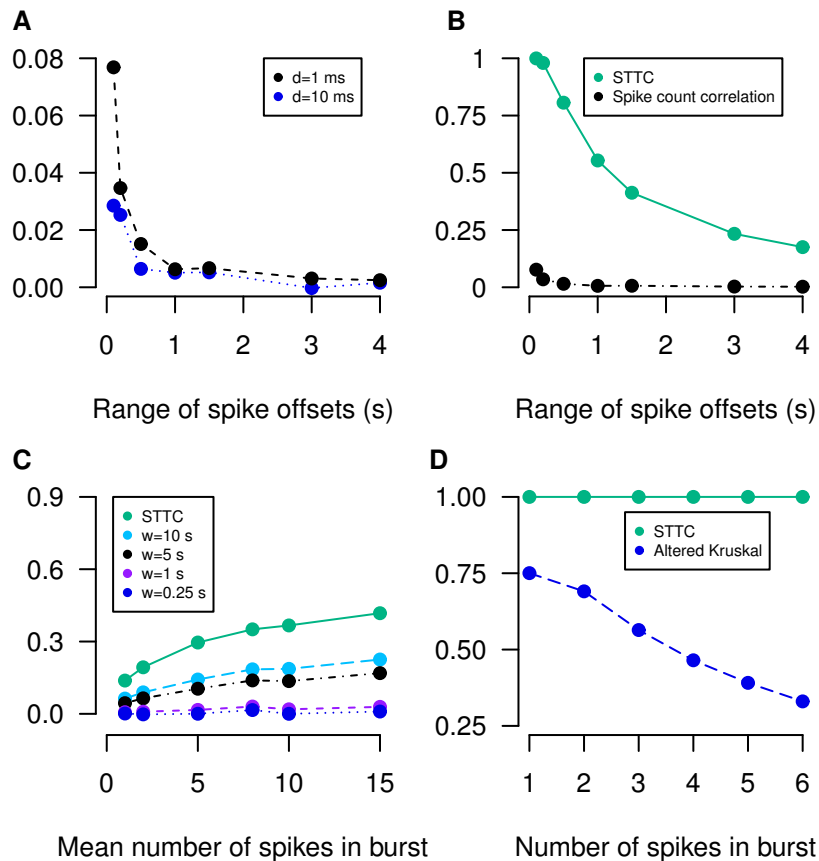 A
0.08
0.06
0.04
0.02
0.00
d=1 ms
d=10 ms
0 1 2 3 4
Range of spike offsets (s)
B
1
0.75
0.5
0.25
0
STTC
Spike count correlation
0 1 2 3 4
Range of spike offsets (s)
C
0.9
0.6
0.3
0.0
STTC
w=10 s
w=5 s
w=1 s
w=0.25 s
0 5 10 15
Mean number of spikes in burst
D
1.00
0.75
0.50
0.25
STTC
Altered Kruskal
1 2 3 4 5 6
Number of spikes in burst